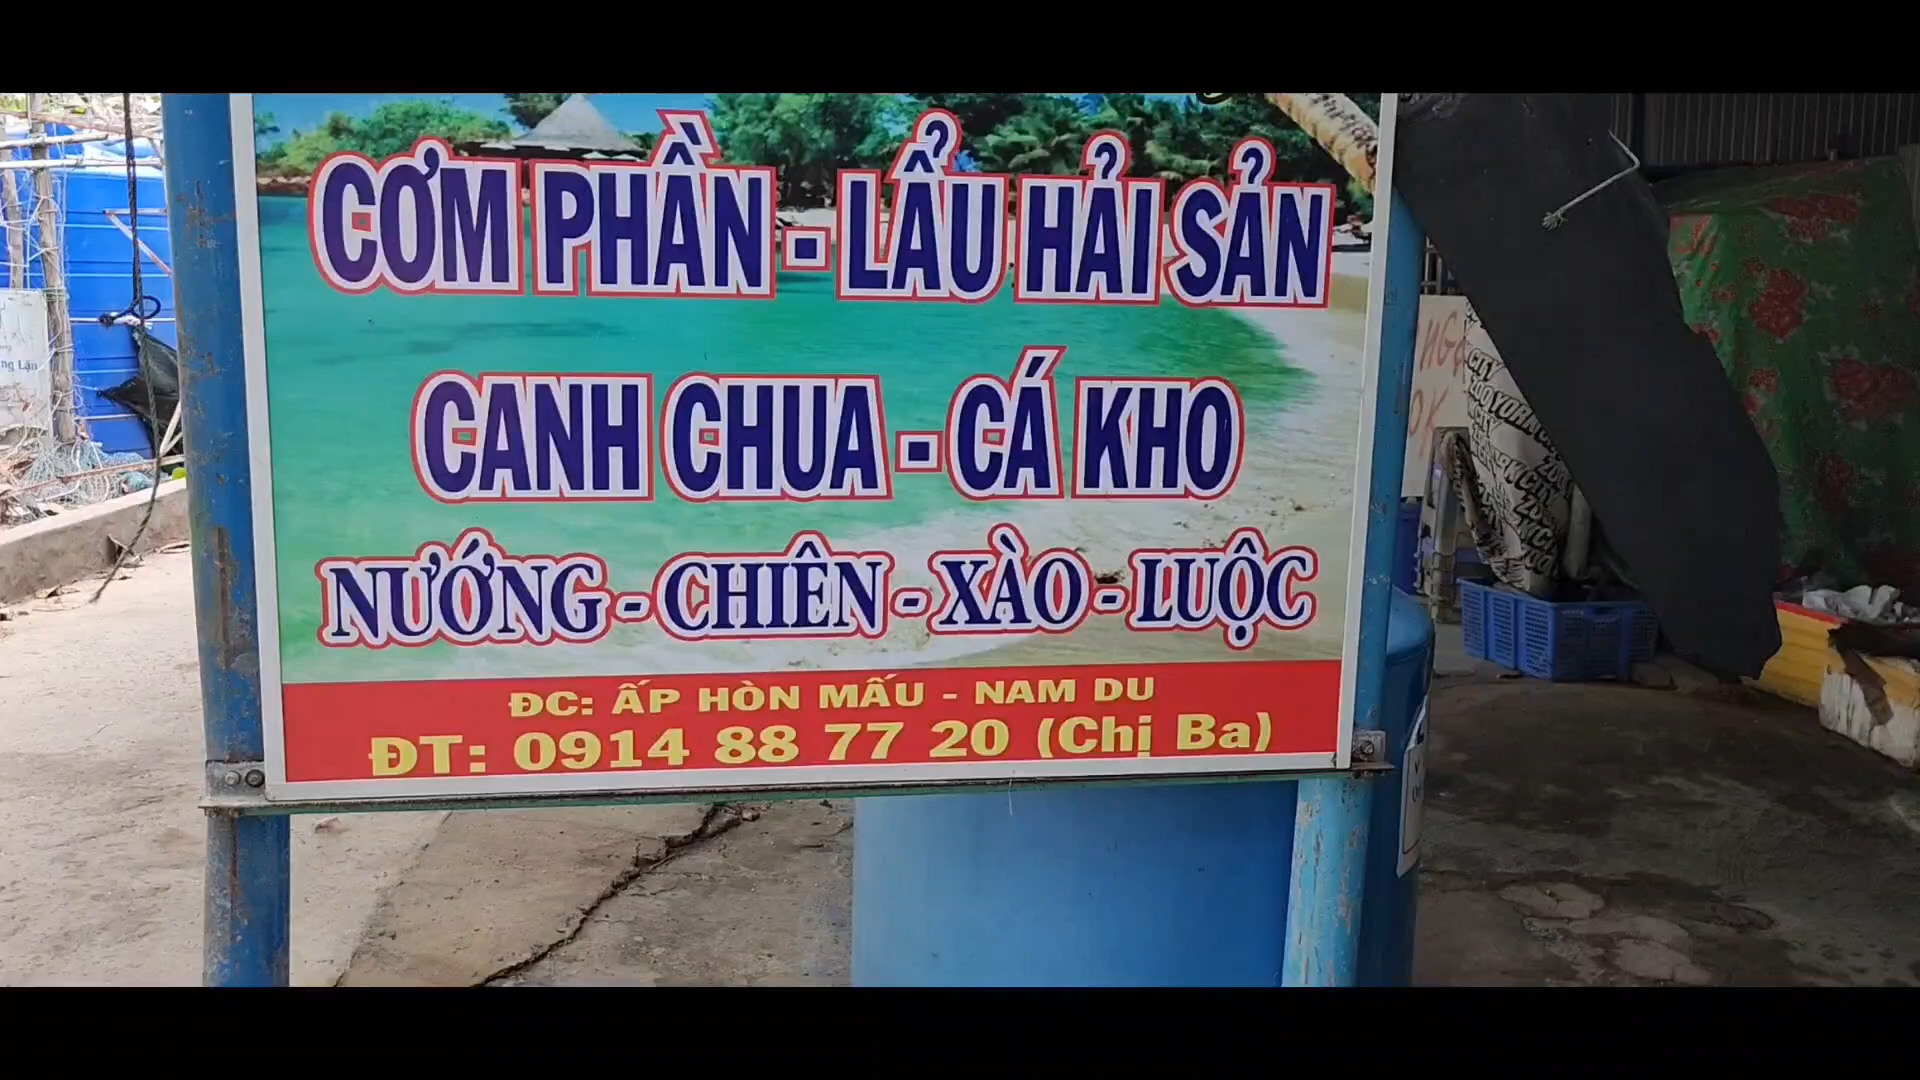 CƠM PHẦN - LẨU HẢI SẢN
CANH CHUA - CÁ KHO
NƯỚNG - CHIÊN - XÀO - LUỘC
ĐC: ẤP HÒN MẤU - NAM DU
ĐT: 0914 88 77 20 (Chị Ba)
CITY